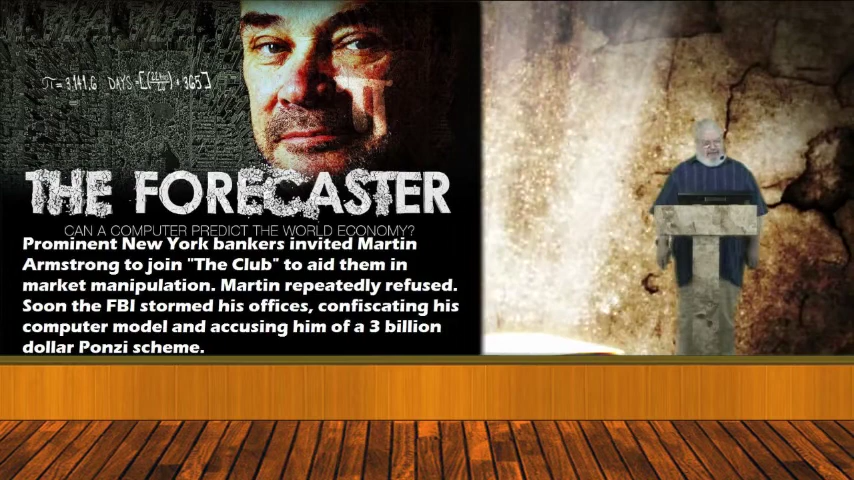 π = 3.141.6 DAYS =
+ 365]
THE FORECASTER
CAN A COMPUTER PREDICT THE WORLD ECONOMY?
Prominent New York bankers invited Martin
Armstrong to join "The Club" to aid them in
market manipulation. Martin repeatedly refused.
Soon the FBI stormed his offices, confiscating his
computer model and accusing him of a 3 billion
dollar Ponzi scheme.